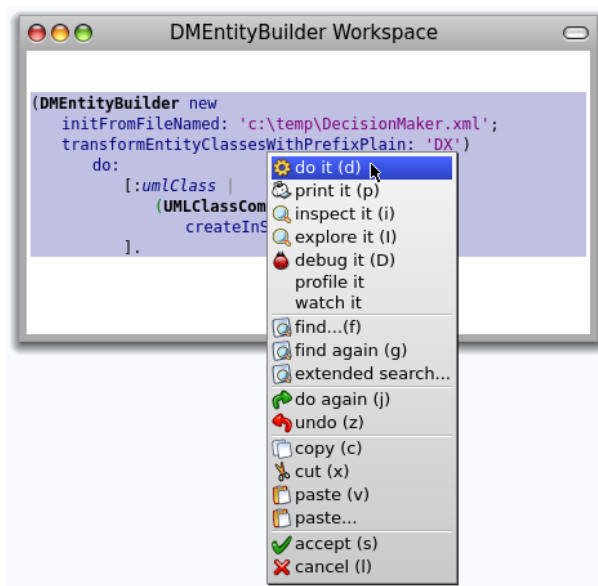 DMEntityBuilder Workspace
(DMEntityBuilder new
initFromFileNamed: 'c:\temp\DecisionMaker.xml';
transformEntityClassesWithPrefixPlain: 'DX')
do:
[:umlClass |
(UMLClassCom
createInS
].
do it (d)
print it (p)
inspect it (i)
explore it (I)
debug it (D)
profile it
watch it
find...(f)
find again (g)
extended search...
do again (j)
undo (z)
copy (c)
cut (x)
paste (v)
paste...
accept (s)
cancel (l)